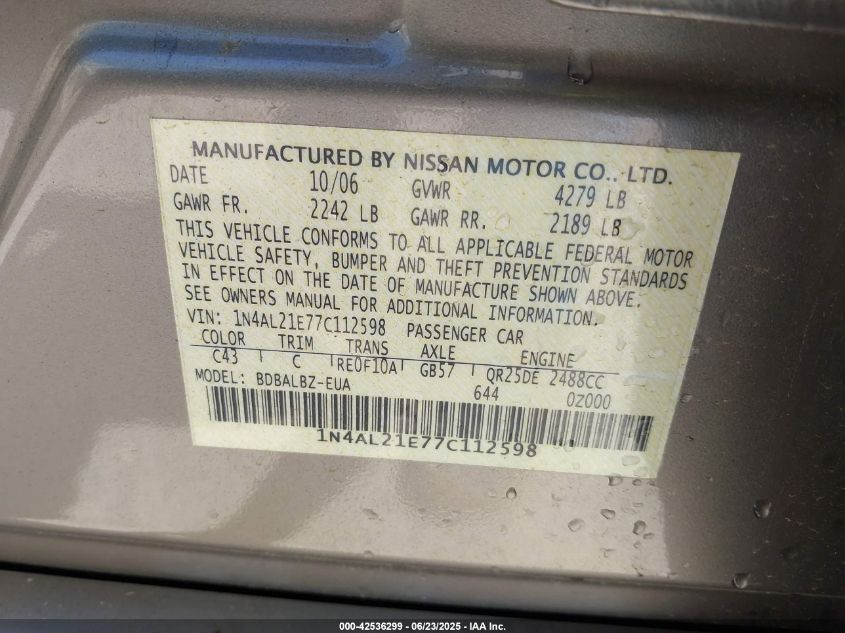 MANUFACTURED BY NISSAN MOTOR CO., LTD.
DATE 10/06 GVWR 4279 LB
GAWR FR. 2242 LB GAWR RR. 2189 LB
THIS VEHICLE CONFORMS TO ALL APPLICABLE FEDERAL MOTOR
VEHICLE SAFETY, BUMPER AND THEFT PREVENTION STANDARDS
IN EFFECT ON THE DATE OF MANUFACTURE SHOWN ABOVE.
SEE OWNERS MANUAL FOR ADDITIONAL INFORMATION.
VIN: 1N4AL21E77C112598 PASSENGER CAR
COLOR TRIM TRANS AXLE ENGINE
C43 C RE0F10A GB57 QR25DE 2488CC
MODEL: BDBALBZ-EUA 644 0Z000
1N4AL21E77C112598
000-42536299 - 06/23/2025 - IAA Inc.